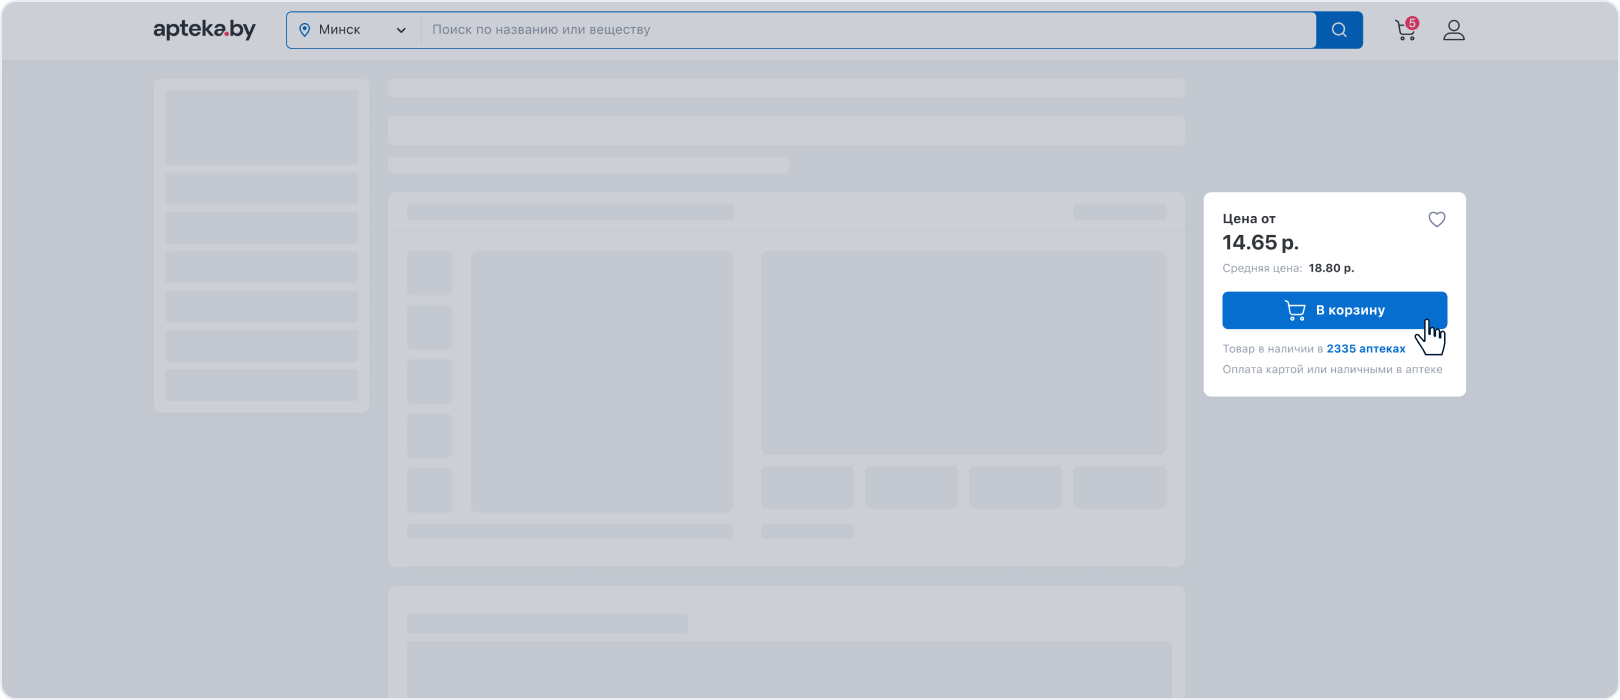 apteka.by
Минск
Поиск по названию или веществу
5
Цена от
14.65 р.
Средняя цена: 18.80 р.
В корзину
Товар в наличии в 2335 аптеках
Оплата картой или наличными в аптеке